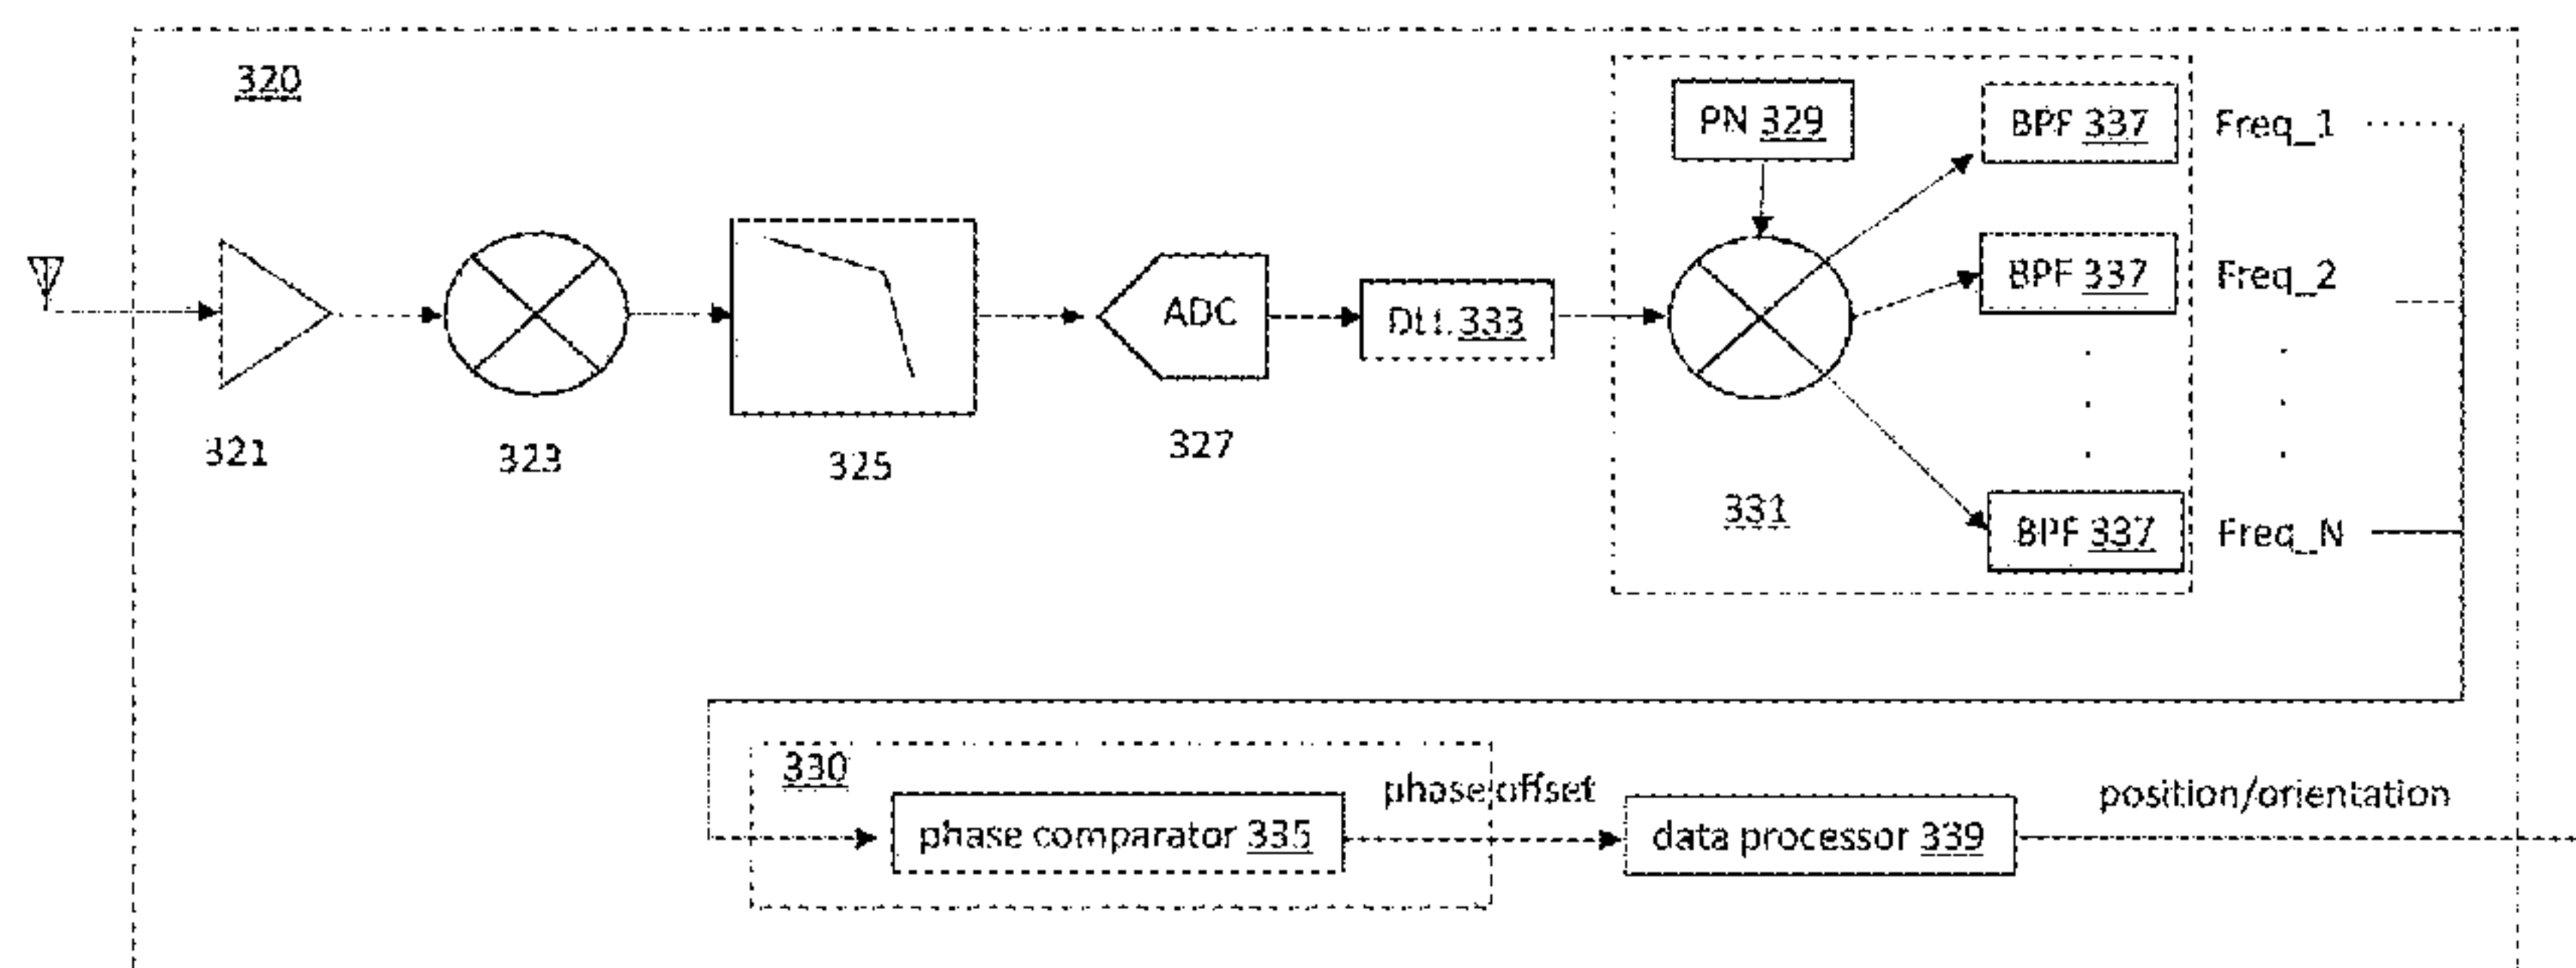 320
PN 329
BPF 337
Freq_1
BPF 337
Freq_2
ADC
DLL 333
321
323
325
327
331
BPF 337
Freq_N
330
phase offset
position/orientation
phase comparator 335
data processor 339